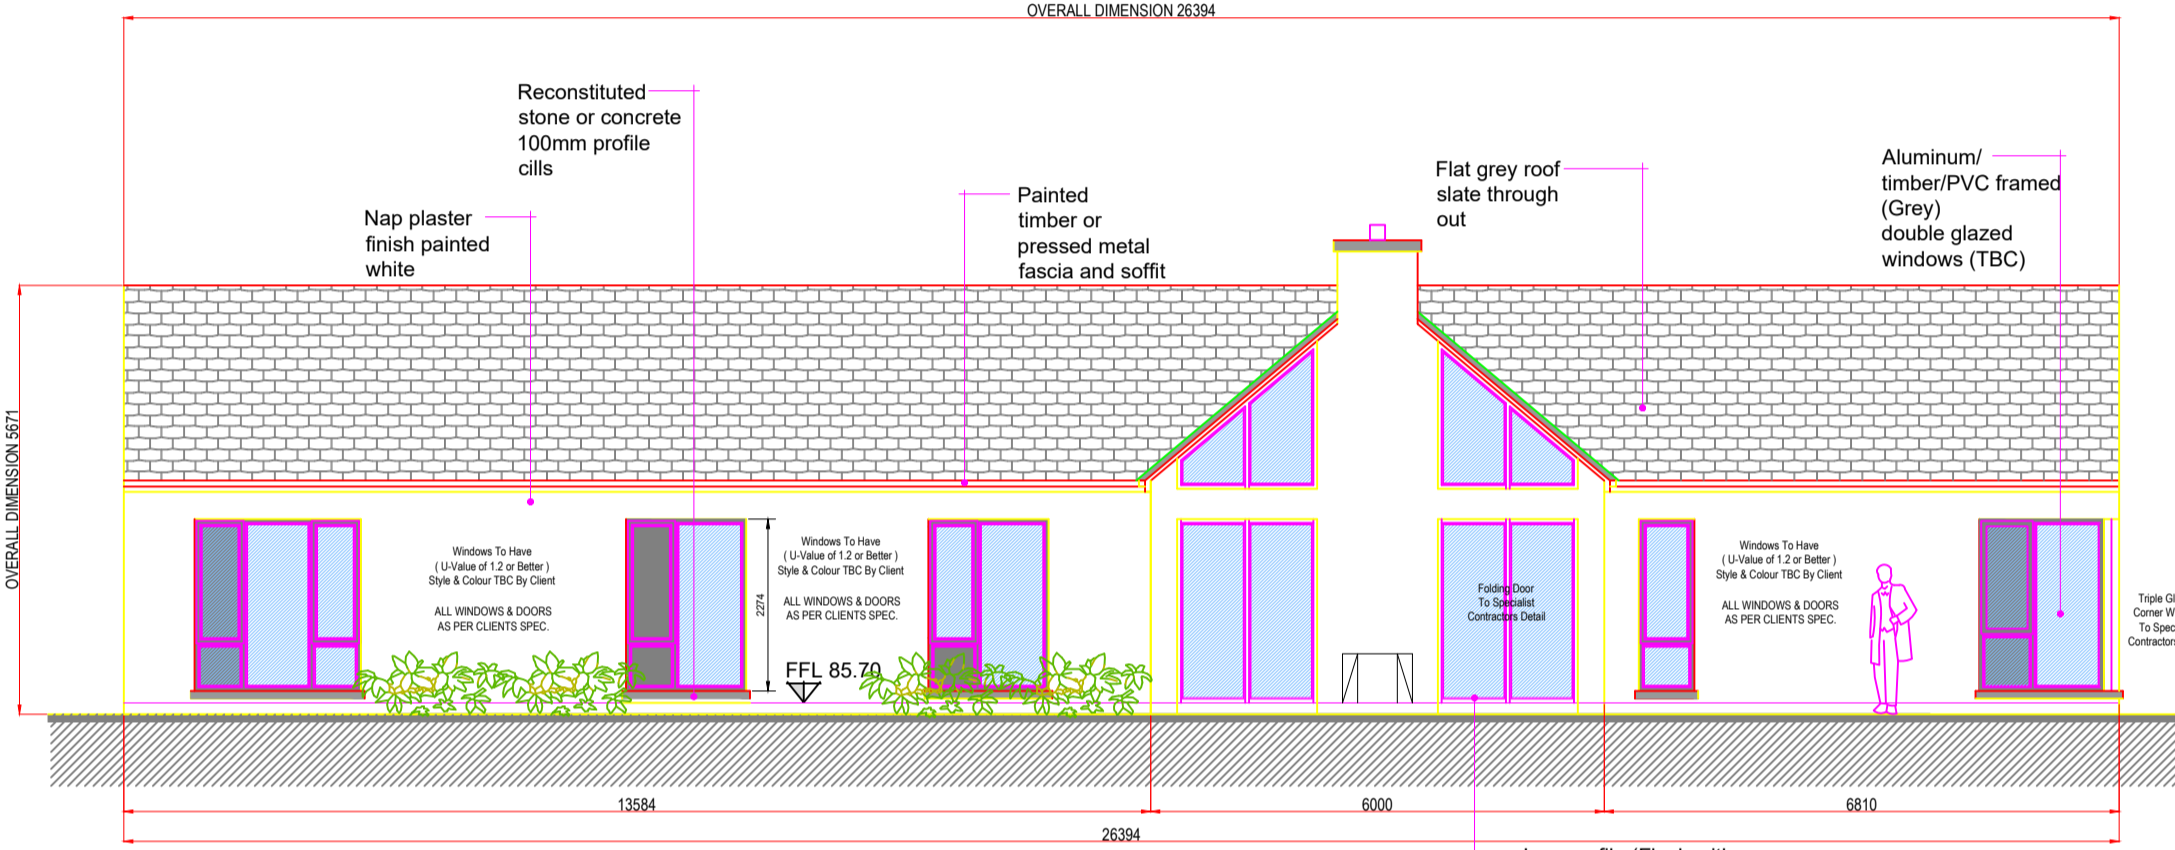 OVERALL DIMENSION 26394
Reconstituted
stone or concrete
100mm profile
cills
Nap plaster
finish painted
white
Painted
timber or
pressed metal
fascia and soffit
Flat grey roof
slate through
out
Aluminum/
timber/PVC framed
(Grey)
double glazed
windows (TBC)
OVERALL DIMENSION 5671
Windows To Have
( U-Value of 1.2 or Better )
Style & Colour TBC By Client
ALL WINDOWS & DOORS
AS PER CLIENTS SPEC.
2274
Windows To Have
( U-Value of 1.2 or Better )
Style & Colour TBC By Client
ALL WINDOWS & DOORS
AS PER CLIENTS SPEC.
FFL 85.70
Folding Door
To Specialist
Contractors Detail
Windows To Have
( U-Value of 1.2 or Better )
Style & Colour TBC By Client
ALL WINDOWS & DOORS
AS PER CLIENTS SPEC.
Triple Gl
Corner W
To Spec
Contractors
13584
6000
6810
26394